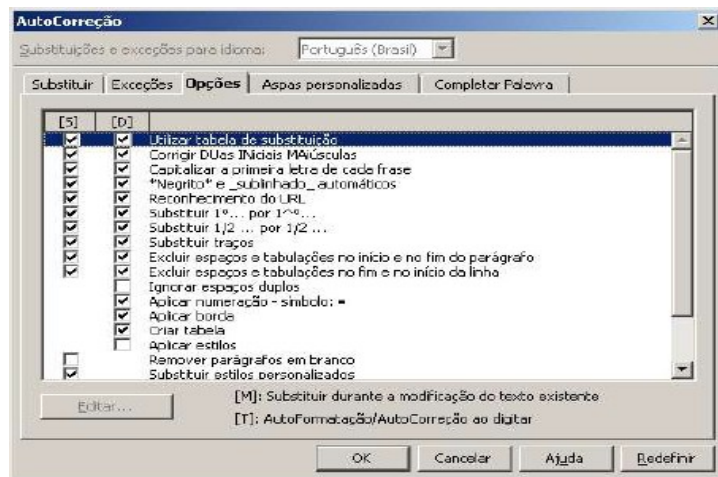 AutoCorreção
Substituições e exceções para idioma: Português (Brasil)
Substituir Exceções Opções Aspas personalizadas Completar Palavra
[S] [D]
Utilizar tabela de substituição
Corrigir DUas INiciais MAiúsculas
Capitalizar a primeira letra de cada frase
*Negrito* e _sublinhado_ automáticos
Reconhecimento do URL
Substituir 1º... por 1^º...
Substituir 1/2 ... por 1/2 ...
Substituir traços
Excluir espaços e tabulações no início e no fim do parágrafo
Excluir espaços e tabulações no fim e no início da linha
Ignorar espaços duplos
Aplicar numeração - símbolo: =
Aplicar borda
Criar tabela
Aplicar estilos
Remover parágrafos em branco
Substituir estilos personalizados
Editar...
[M]: Substituir durante a modificação do texto existente
[T]: AutoFormatação/AutoCorreção ao digitar
OK Cancelar Ajuda Redefinir